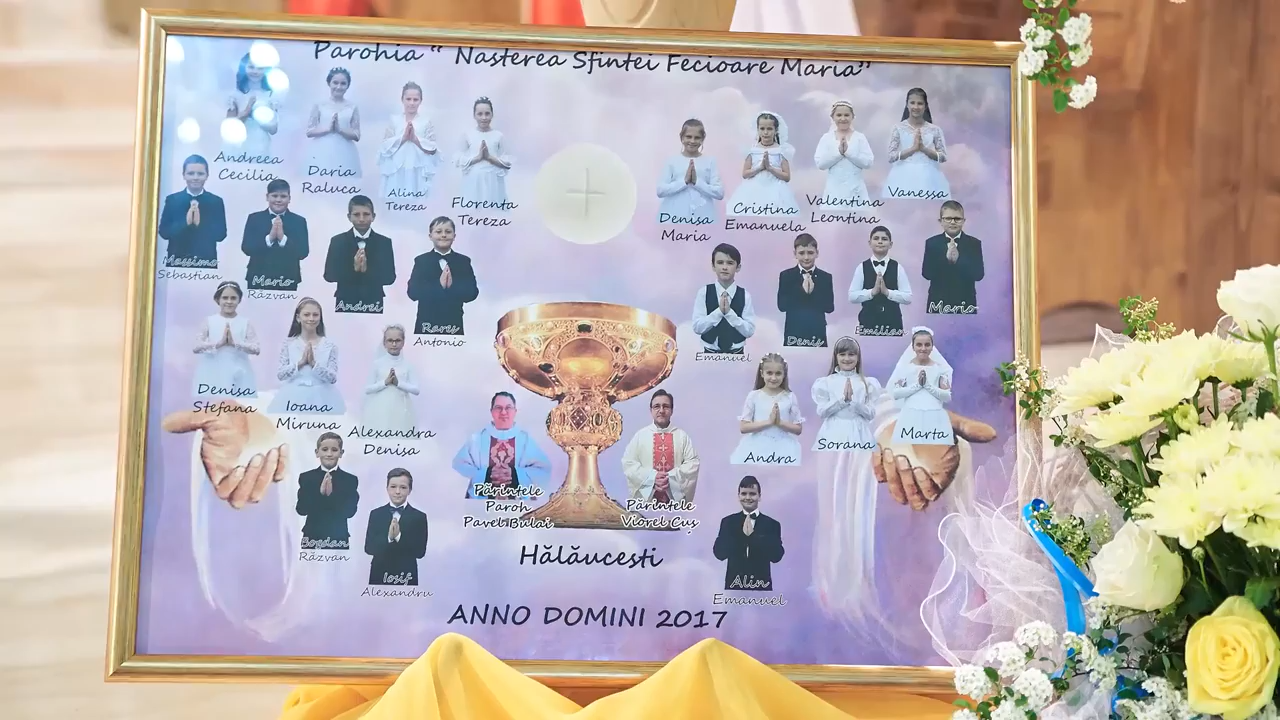 Parohia “ Nasterea Sfintei Fecioare Maria”
Andreea
Cecilia
Daria
Raluca
Alina
Tereza
Florenta
Tereza
Denisa
Maria
Cristina
Emanuela
Valentina
Leontina
Vanessa
Massimo
Sebastian
Mario
Răzvan
Andrei
Rareș
Antonio
Emanuel
Denis
Emilian
Mario
Denisa
Stefana
Ioana
Miruna
Alexandra
Denisa
Andra
Sorana
Marta
Părintele
Paroh
Pavel Bulai
Părintele
Viorel Cuș
Bogdan
Răzvan
Iosif
Alexandru
Alin
Emanuel
Hălăucești
ANNO DOMINI 2017